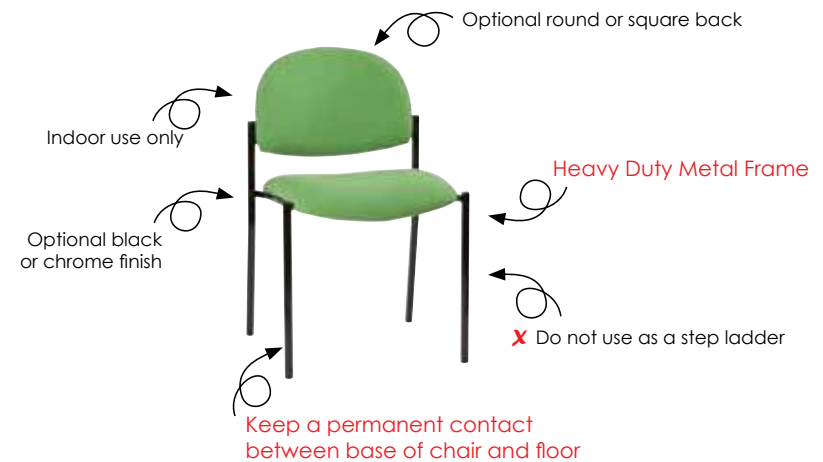 Optional round or square back
Indoor use only
Heavy Duty Metal Frame
Optional black
or chrome finish
✗ Do not use as a step ladder
Keep a permanent contact
between base of chair and floor